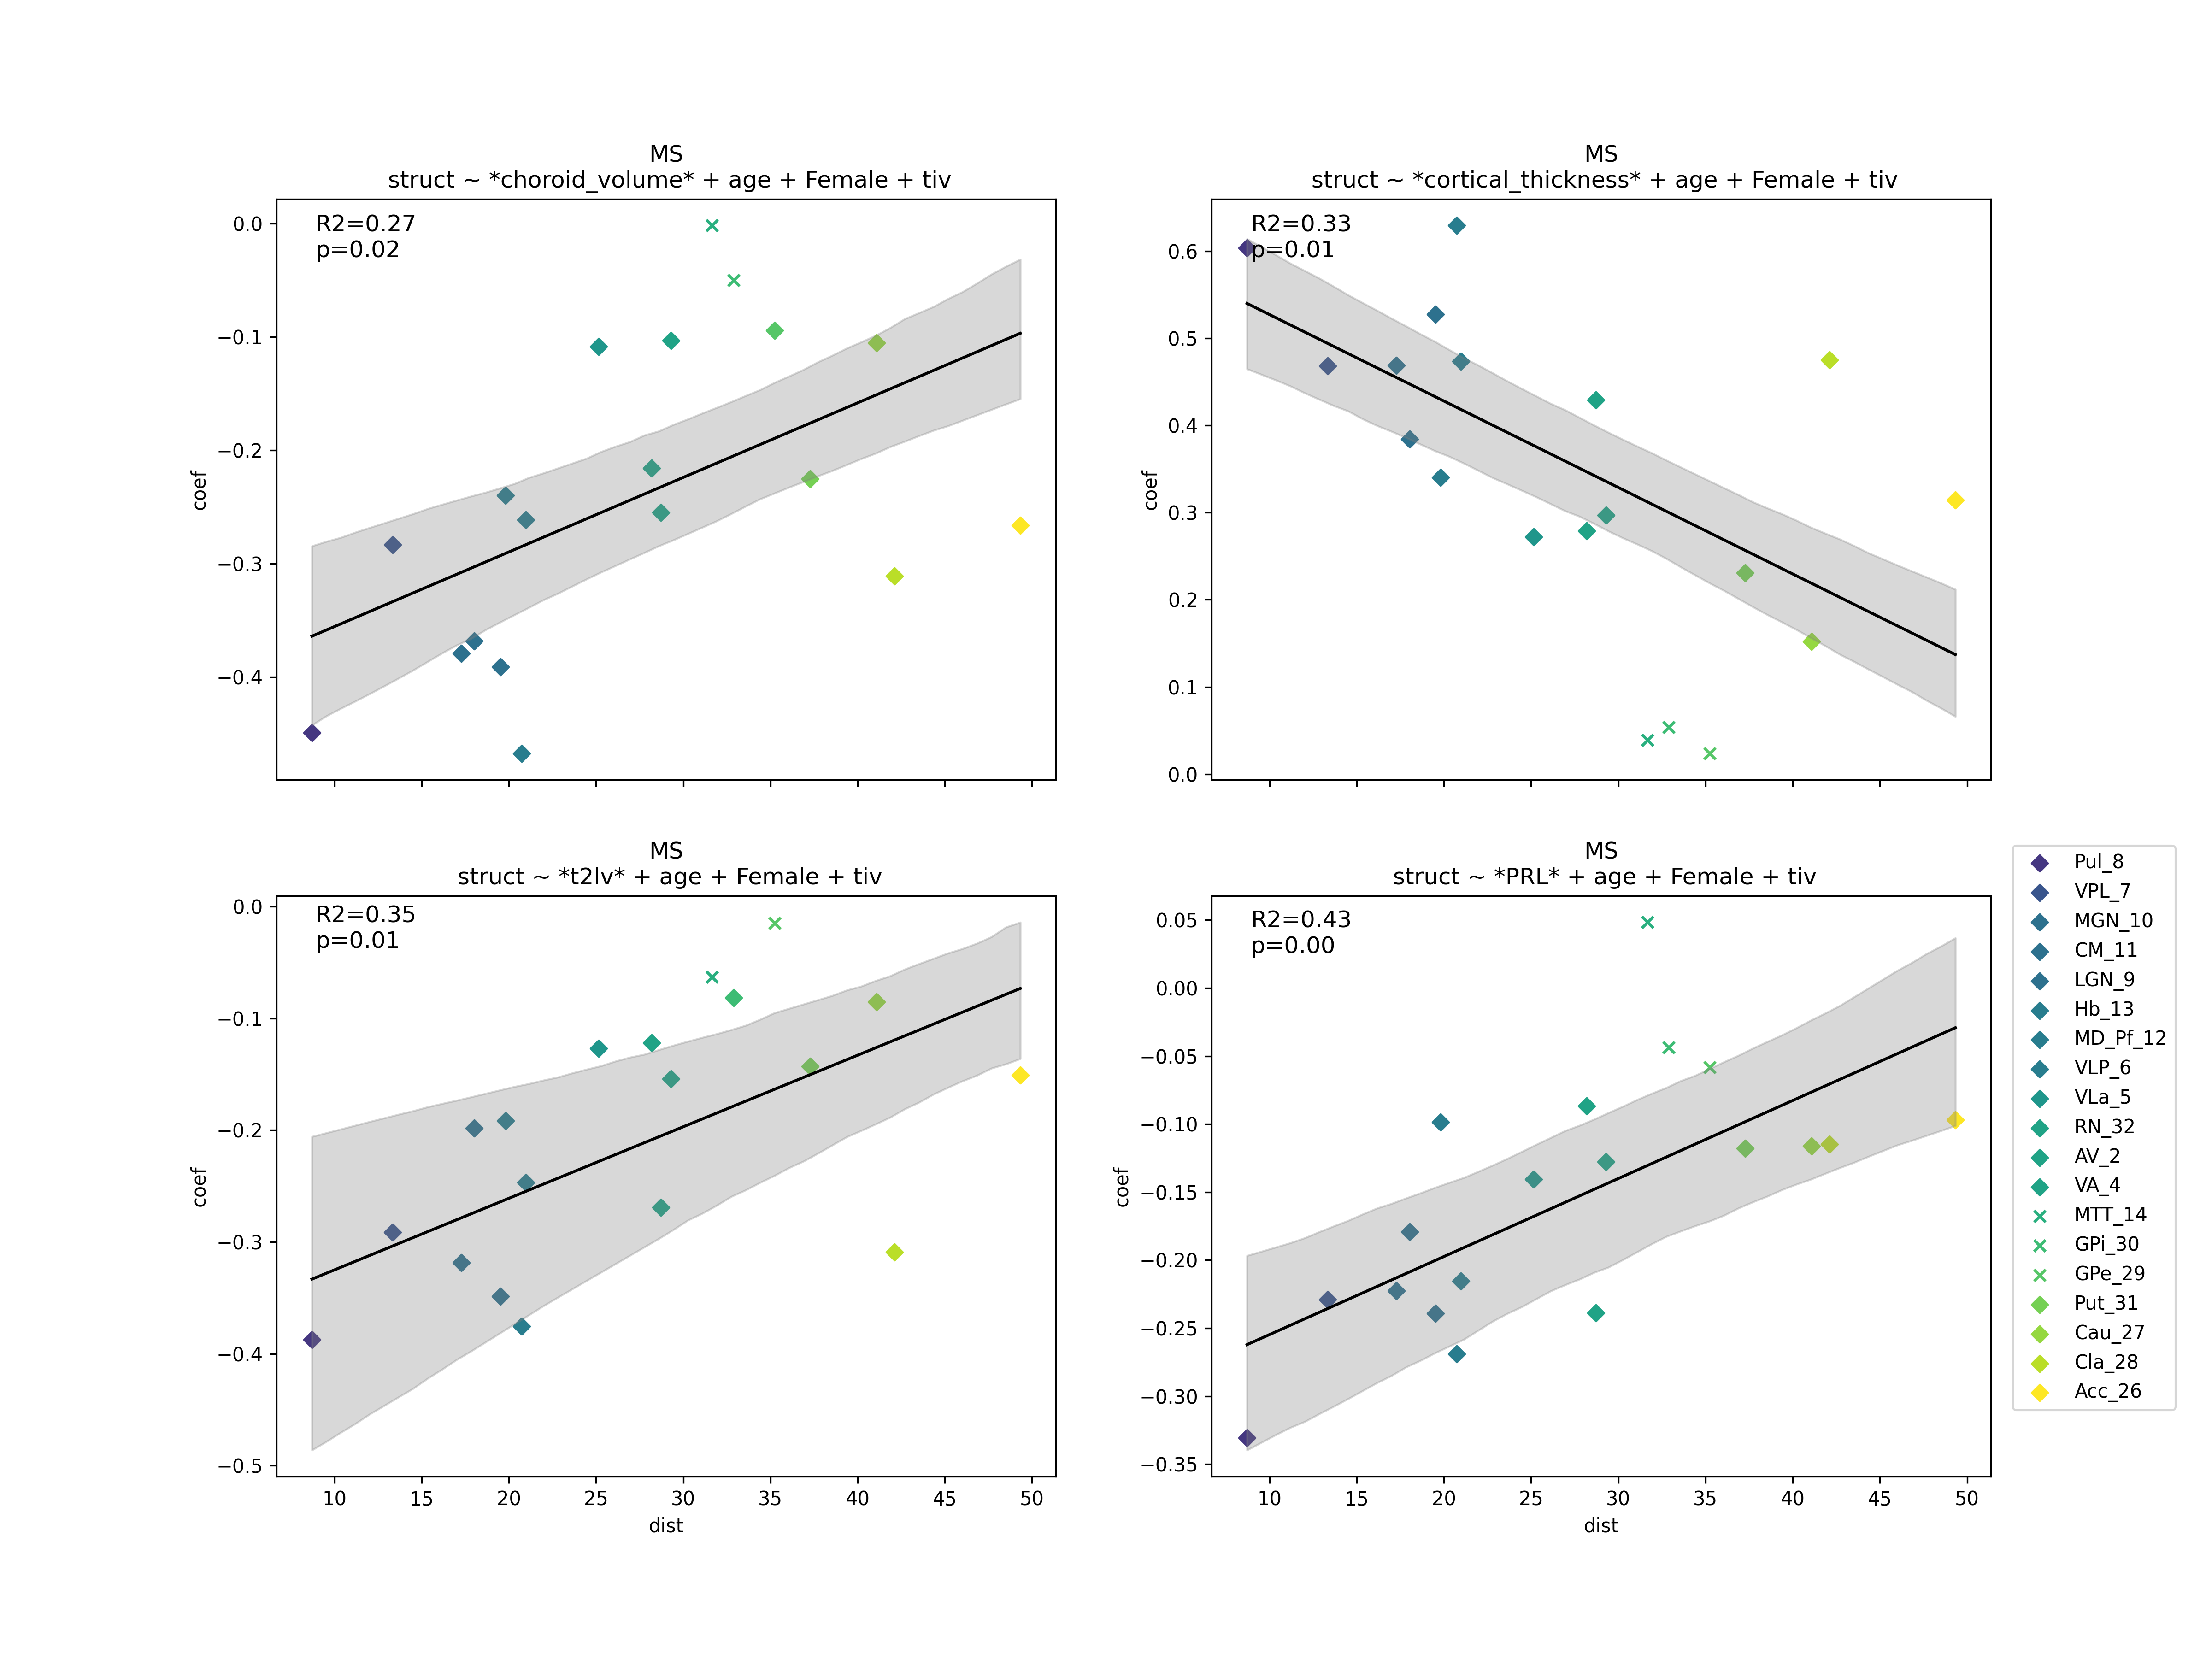 MS
struct ~ *choroid_volume* + age + Female + tiv
R2=0.27
p=0.02
0.0
−0.1
−0.2
−0.3
−0.4
coef
MS
struct ~ *cortical_thickness* + age + Female + tiv
R2=0.33
p=0.01
0.6
0.5
0.4
0.3
0.2
0.1
0.0
coef
MS
struct ~ *t2lv* + age + Female + tiv
R2=0.35
p=0.01
0.0
−0.1
−0.2
−0.3
−0.4
−0.5
coef
10 15 20 25 30 35 40 45 50
dist
MS
struct ~ *PRL* + age + Female + tiv
R2=0.43
p=0.00
0.05
0.00
−0.05
−0.10
−0.15
−0.20
−0.25
−0.30
−0.35
coef
10 15 20 25 30 35 40 45 50
dist
Pul_8
VPL_7
MGN_10
CM_11
LGN_9
Hb_13
MD_Pf_12
VLP_6
VLa_5
RN_32
AV_2
VA_4
MTT_14
GPi_30
GPe_29
Put_31
Cau_27
Cla_28
Acc_26